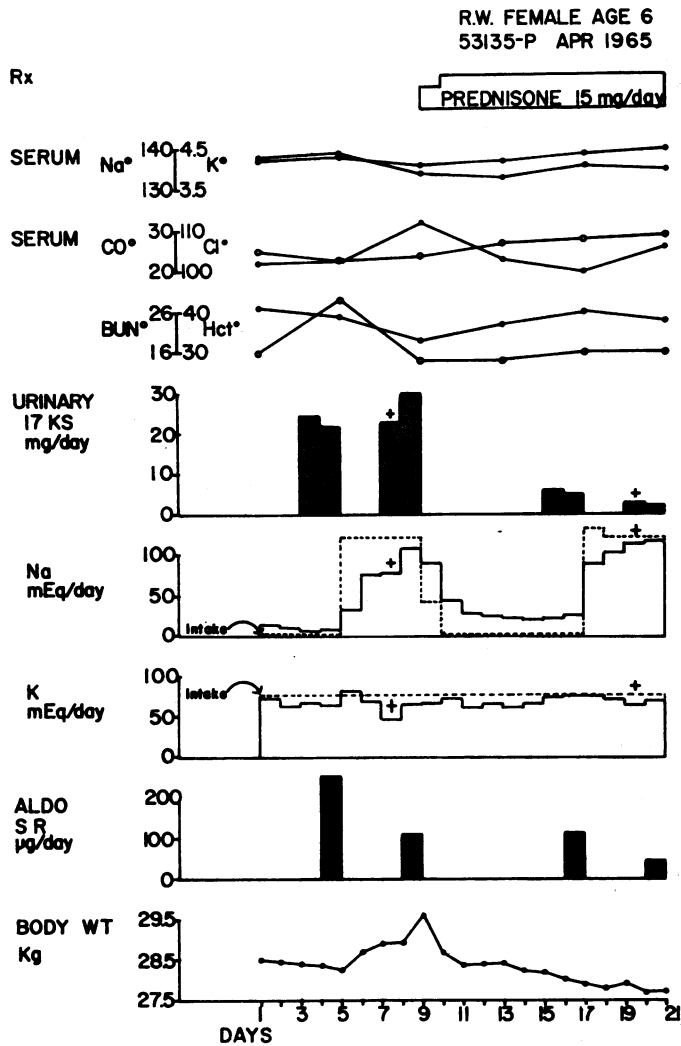 R.W. FEMALE AGE 6
53135-P APR 1965
Rx
PREDNISONE 15 mg/day
SERUM Na° 140 4.5 K°
130 3.5
SERUM CO° 30 110 Cl°
20 100
BUN° 26 40 Hct°
16 30
URINARY
17 KS
mg/day
30
20
10
0
+
+
Na
mEq/day
100
50
0
Intake
+
+
K
mEq/day
100
50
0
Intake
+
+
ALDO
S R
µg/day
200
100
0
BODY WT
Kg
29.5
28.5
27.5
1 3 5 7 9 11 13 15 17 19 21
DAYS